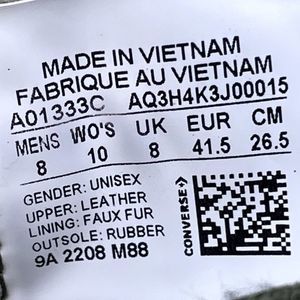 MADE IN VIETNAM
FABRIQUE AU VIETNAM
A01333C AQ3H4K3J00015
MENS WO'S UK EUR CM
8 10 8 41.5 26.5
GENDER: UNISEX
UPPER: LEATHER
LINING: FAUX FUR
OUTSOLE: RUBBER
9A 2208 M88
CONVERSE